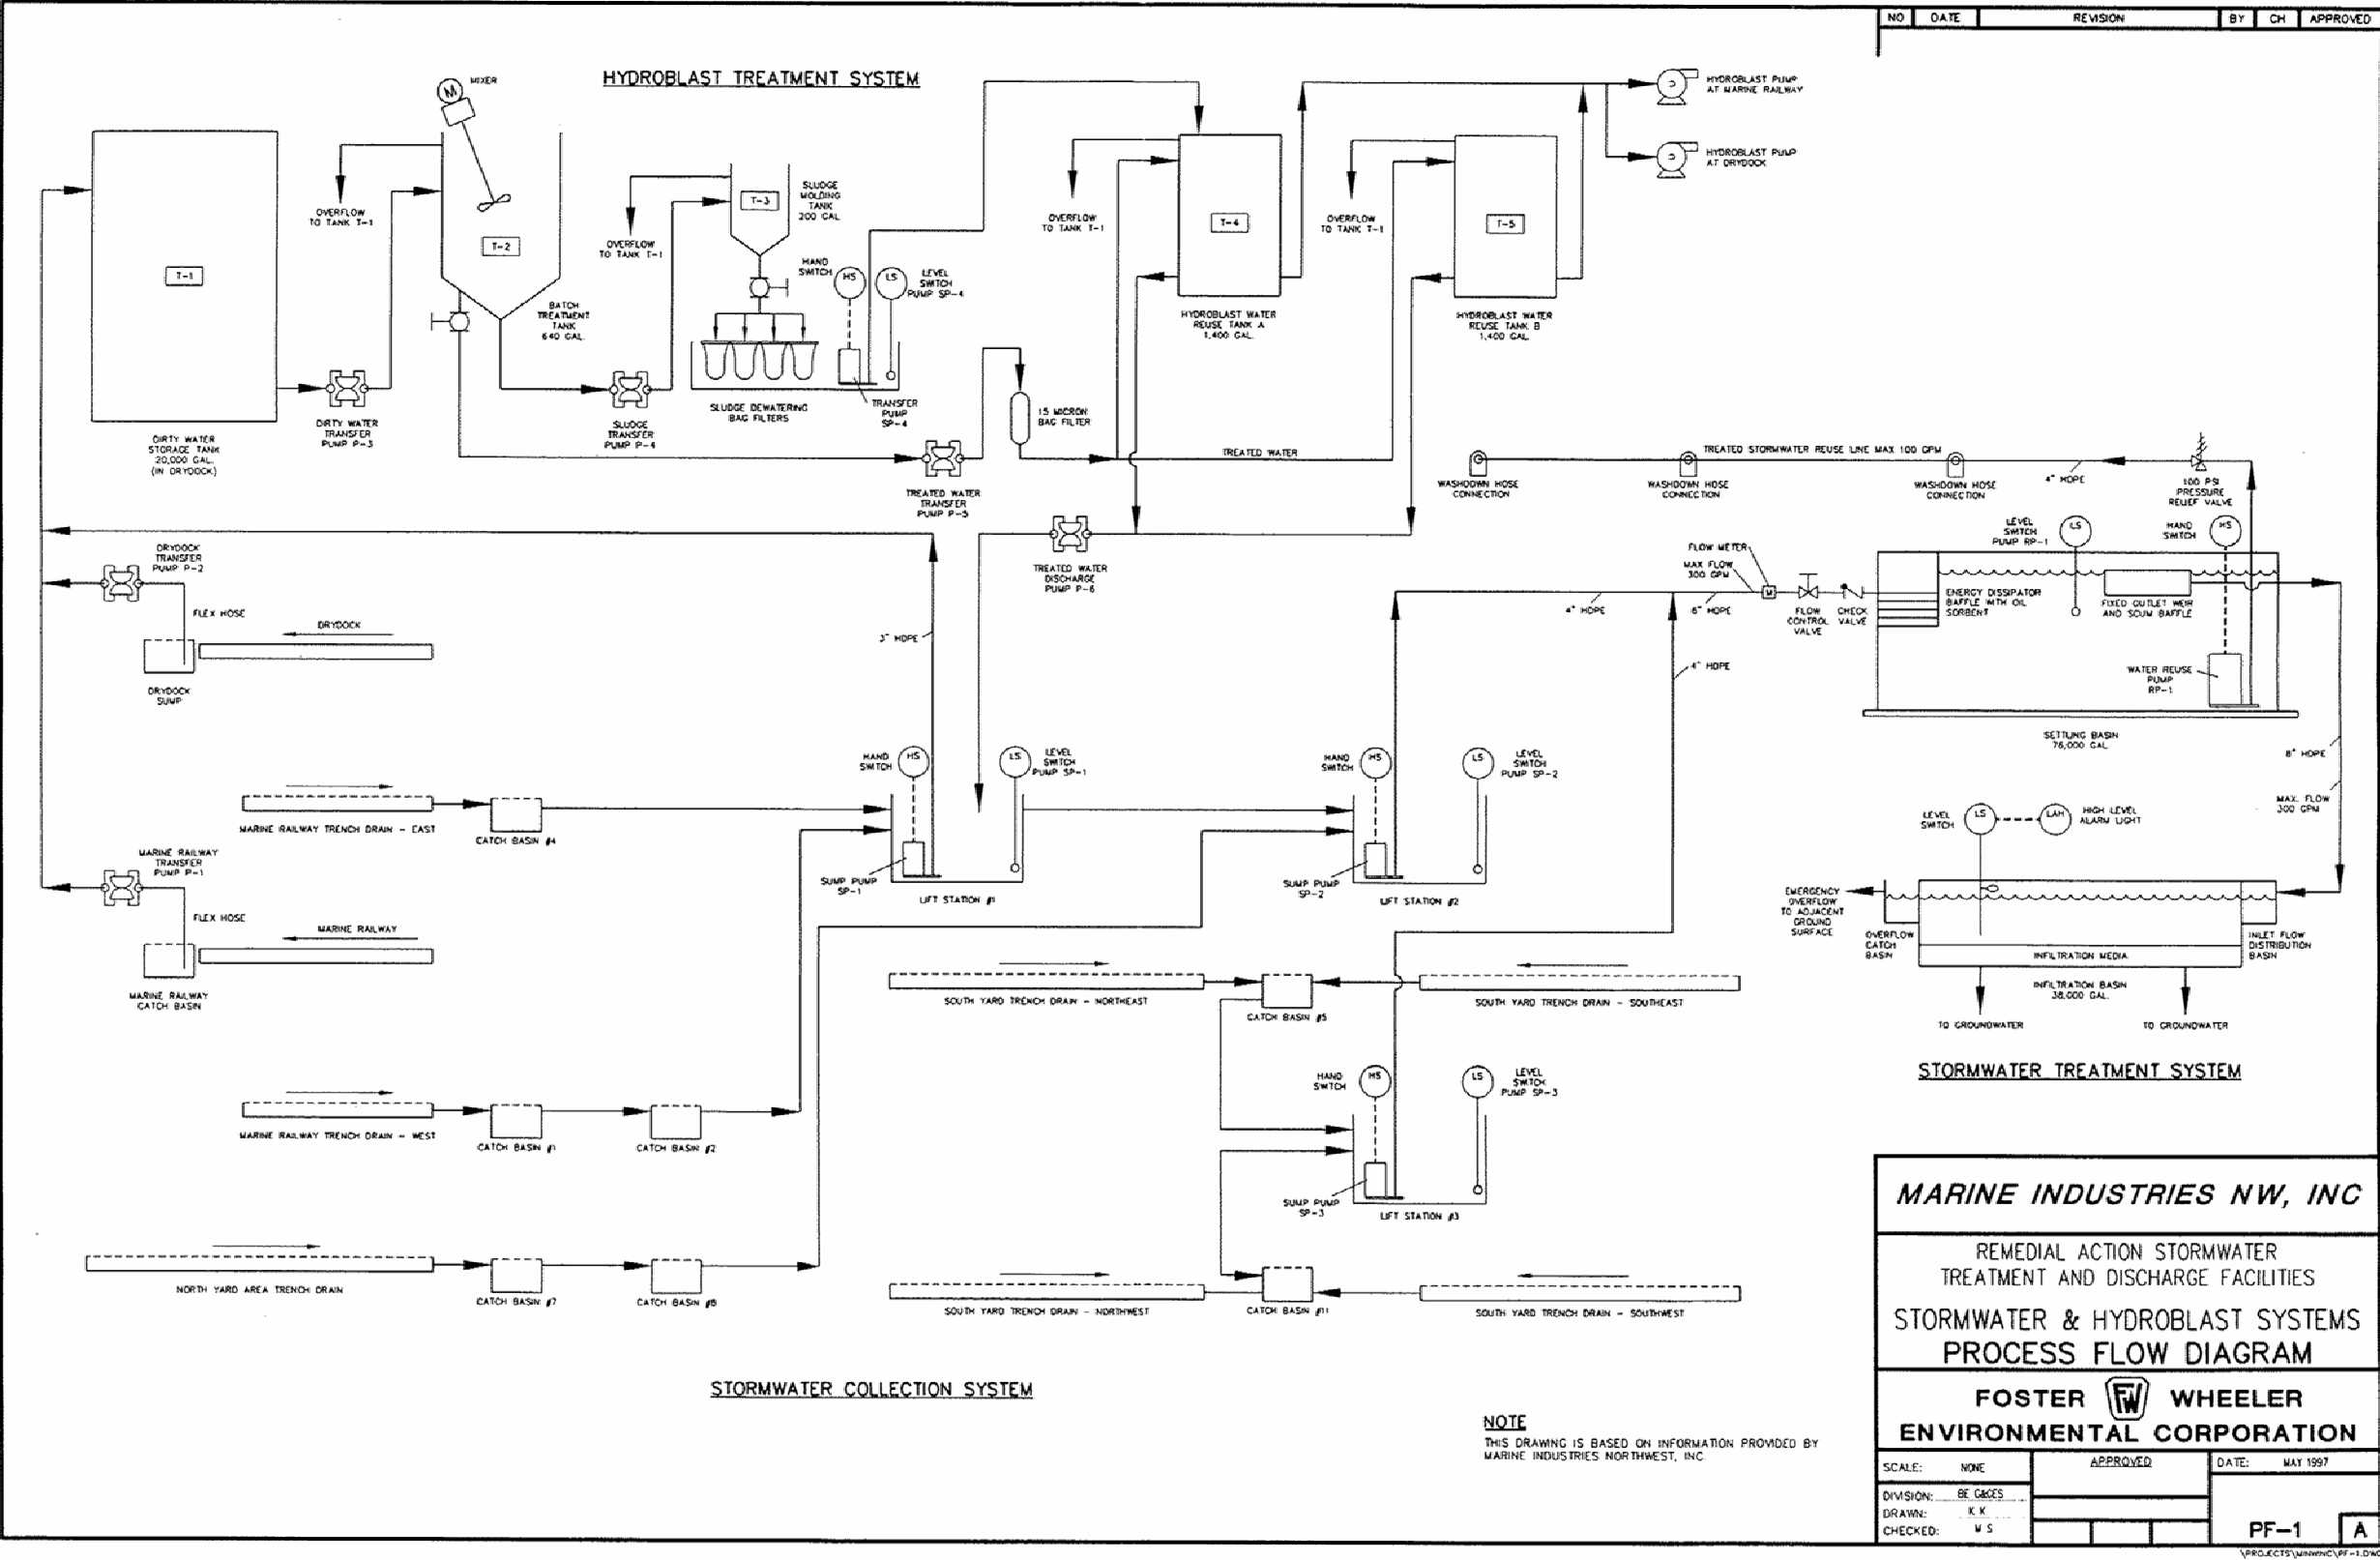 NO DATE REVISION BY CH APPROVED
HYDROBLAST TREATMENT SYSTEM
MIXER
M
OVERFLOW
TO TANK T-1
T-1
DIRTY WATER
STORAGE TANK
20,000 GAL.
(IN DRYDOCK)
DIRTY WATER
TRANSFER
PUMP P-3
T-2
BATCH
TREATMENT
TANK
640 GAL.
OVERFLOW
TO TANK T-1
SLUDGE
TRANSFER
PUMP P-4
T-3
SLUDGE
MOLDING
TANK
200 GAL
HAND
SWITCH
HS
LS
LEVEL
SWITCH
PUMP SP-4
SLUDGE DEWATERING
BAG FILTERS
TRANSFER
PUMP
SP-4
TREATED WATER
TRANSFER
PUMP P-5
15 MICRON
BAG FILTER
TREATED WATER
OVERFLOW
TO TANK T-1
T-4
HYDROBLAST WATER
REUSE TANK A
1,400 GAL.
OVERFLOW
TO TANK T-1
T-5
HYDROBLAST WATER
REUSE TANK B
1,400 GAL
HYDROBLAST PUMP
AT MARINE RAILWAY
HYDROBLAST PUMP
AT DRYDOCK
TREATED WATER
DISCHARGE
PUMP P-6
TREATED STORMWATER REUSE LINE MAX 100 GPM
WASHDOWN HOSE
CONNECTION
WASHDOWN HOSE
CONNECTION
WASHDOWN HOSE
CONNECTION
4" HDPE
100 PSI
PRESSURE
RELIEF VALVE
LEVEL
SWITCH
PUMP RP-1
LS
HAND
SWITCH
HS
FLOW METER
MAX FLOW
300 GPM
M
4" HDPE
6" HDPE
4" HDPE
FLOW
CONTROL
VALVE
CHECK
VALVE
ENERGY DISSIPATOR
BAFFLE WITH OIL
SORBENT
FIXED OUTLET WEIR
AND SCUM BAFFLE
WATER REUSE
PUMP
RP-1
SETTLING BASIN
76,000 GAL.
8" HDPE
MAX. FLOW
300 GPM
LEVEL
SWITCH
LS
LAH
HIGH LEVEL
ALARM LIGHT
EMERGENCY
OVERFLOW
TO ADJACENT
GROUND
SURFACE
OVERFLOW
CATCH
BASIN
INFILTRATION MEDIA
INLET FLOW
DISTRIBUTION
BASIN
INFILTRATION BASIN
38,000 GAL.
TO GROUNDWATER
TO GROUNDWATER
STORMWATER TREATMENT SYSTEM
DRYDOCK
TRANSFER
PUMP P-2
FLEX HOSE
DRYDOCK
DRYDOCK
SUMP
3" HDPE
MARINE RAILWAY TRENCH DRAIN - EAST
CATCH BASIN #4
MARINE RAILWAY
TRANSFER
PUMP P-1
FLEX HOSE
MARINE RAILWAY
MARINE RAILWAY
CATCH BASIN
HAND
SWITCH
HS
LS
LEVEL
SWITCH
PUMP SP-1
SUMP PUMP
SP-1
LIFT STATION #1
HAND
SWITCH
HS
LS
LEVEL
SWITCH
PUMP SP-2
SUMP PUMP
SP-2
LIFT STATION #2
SOUTH YARD TRENCH DRAIN - NORTHEAST
CATCH BASIN #5
SOUTH YARD TRENCH DRAIN - SOUTHEAST
HAND
SWITCH
HS
LS
LEVEL
SWITCH
PUMP SP-3
SUMP PUMP
SP-3
LIFT STATION #3
MARINE RAILWAY TRENCH DRAIN - WEST
CATCH BASIN #1
CATCH BASIN #2
NORTH YARD AREA TRENCH DRAIN
CATCH BASIN #7
CATCH BASIN #8
SOUTH YARD TRENCH DRAIN - NORTHWEST
CATCH BASIN #11
SOUTH YARD TRENCH DRAIN - SOUTHWEST
STORMWATER COLLECTION SYSTEM
NOTE
THIS DRAWING IS BASED ON INFORMATION PROVIDED BY
MARINE INDUSTRIES NORTHWEST, INC.
MARINE INDUSTRIES NW, INC
REMEDIAL ACTION STORMWATER
TREATMENT AND DISCHARGE FACILITIES
STORMWATER & HYDROBLAST SYSTEMS
PROCESS FLOW DIAGRAM
FOSTER FW WHEELER
ENVIRONMENTAL CORPORATION
SCALE: NONE
APPROVED
DATE: MAY 1997
DIVISION: BE G&CES
DRAWN: K K
CHECKED: M S
PF-1
A